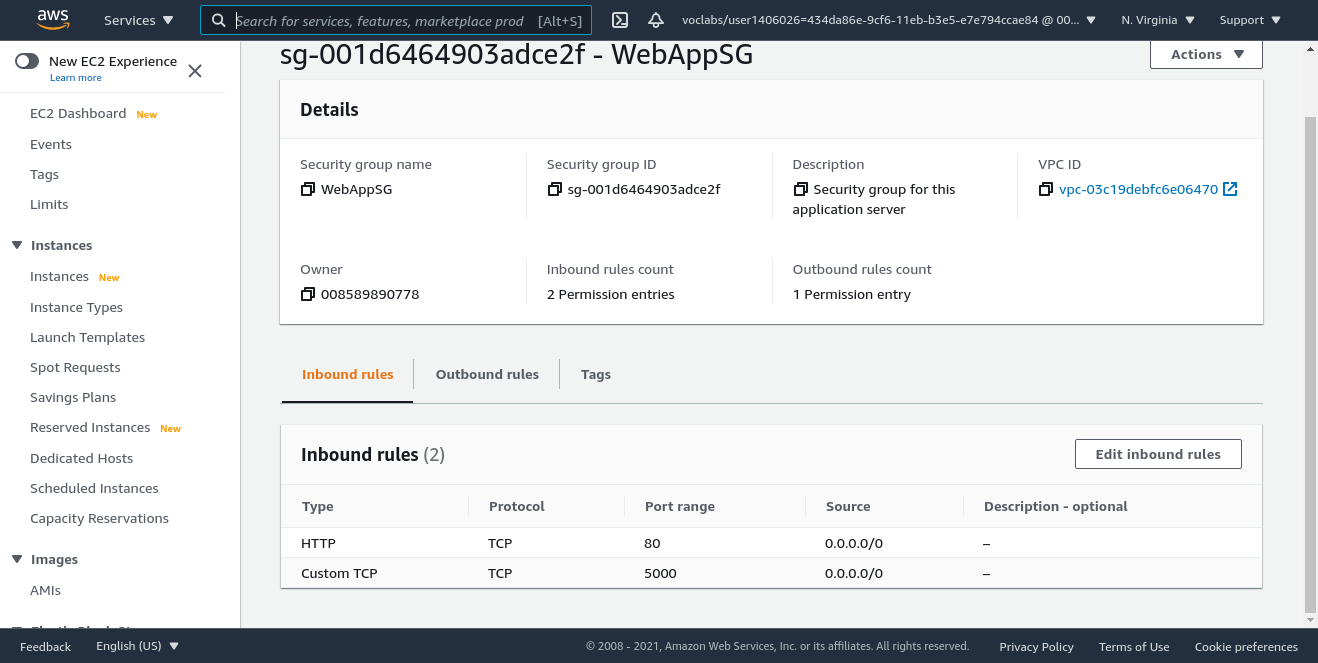 aws Services Search for services, features, marketplace prod [Alt+S] voclabs/user1406026=434da86e-9cf6-11eb-b3e5-e7e794ccae84 @ 00... N. Virginia Support
New EC2 Experience
Learn more
EC2 Dashboard New
Events
Tags
Limits
Instances
Instances New
Instance Types
Launch Templates
Spot Requests
Savings Plans
Reserved Instances New
Dedicated Hosts
Scheduled Instances
Capacity Reservations
Images
AMIs
sg-001d6464903adce2f - WebAppSG
Actions
Details
Security group name
WebAppSG
Security group ID
sg-001d6464903adce2f
Description
Security group for this
application server
VPC ID
vpc-03c19debfc6e06470
Owner
008589890778
Inbound rules count
2 Permission entries
Outbound rules count
1 Permission entry
Inbound rules Outbound rules Tags
Inbound rules (2)
Edit inbound rules
Type Protocol Port range Source Description - optional
HTTP TCP 80 0.0.0.0/0 –
Custom TCP TCP 5000 0.0.0.0/0 –
Feedback English (US) © 2008 - 2021, Amazon Web Services, Inc. or its affiliates. All rights reserved. Privacy Policy Terms of Use Cookie preferences